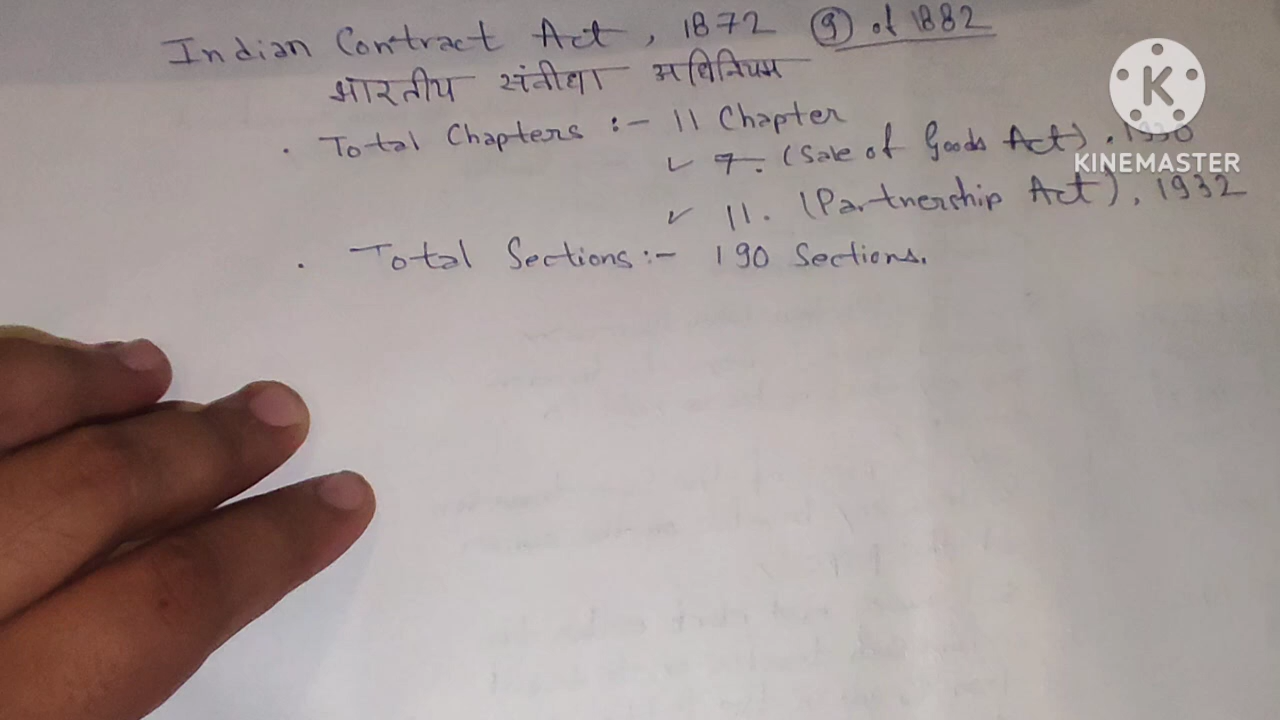 Indian Contract Act, 1872 (9) of 1882
भारतीय संवीधा अधिनियम
. Total Chapters :- 11 Chapter
✓ 7. (Sale of Goods Act), 1930
✓ 11. (Partnership Act), 1932
. Total Sections :- 190 Sections.
K
KINEMASTER